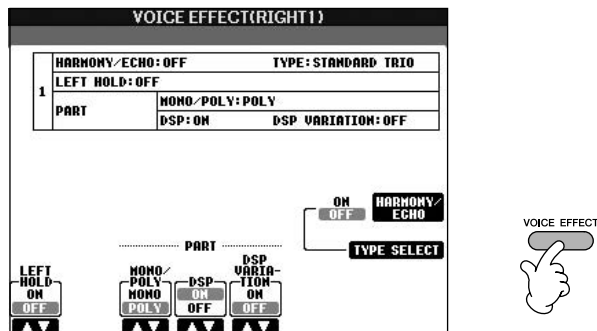 VOICE EFFECT(RIGHT1)
HARMONY/ECHO:OFF TYPE:STANDARD TRIO
1
LEFT HOLD:OFF
PART
MONO/POLY:POLY
DSP:ON DSP VARIATION:OFF
ON
OFF
HARMONY/
ECHO
TYPE SELECT
PART
LEFT
HOLD
ON
OFF
MONO/
POLY
MONO
POLY
DSP
ON
OFF
DSP
VARIA-
TION
ON
OFF
VOICE EFFECT